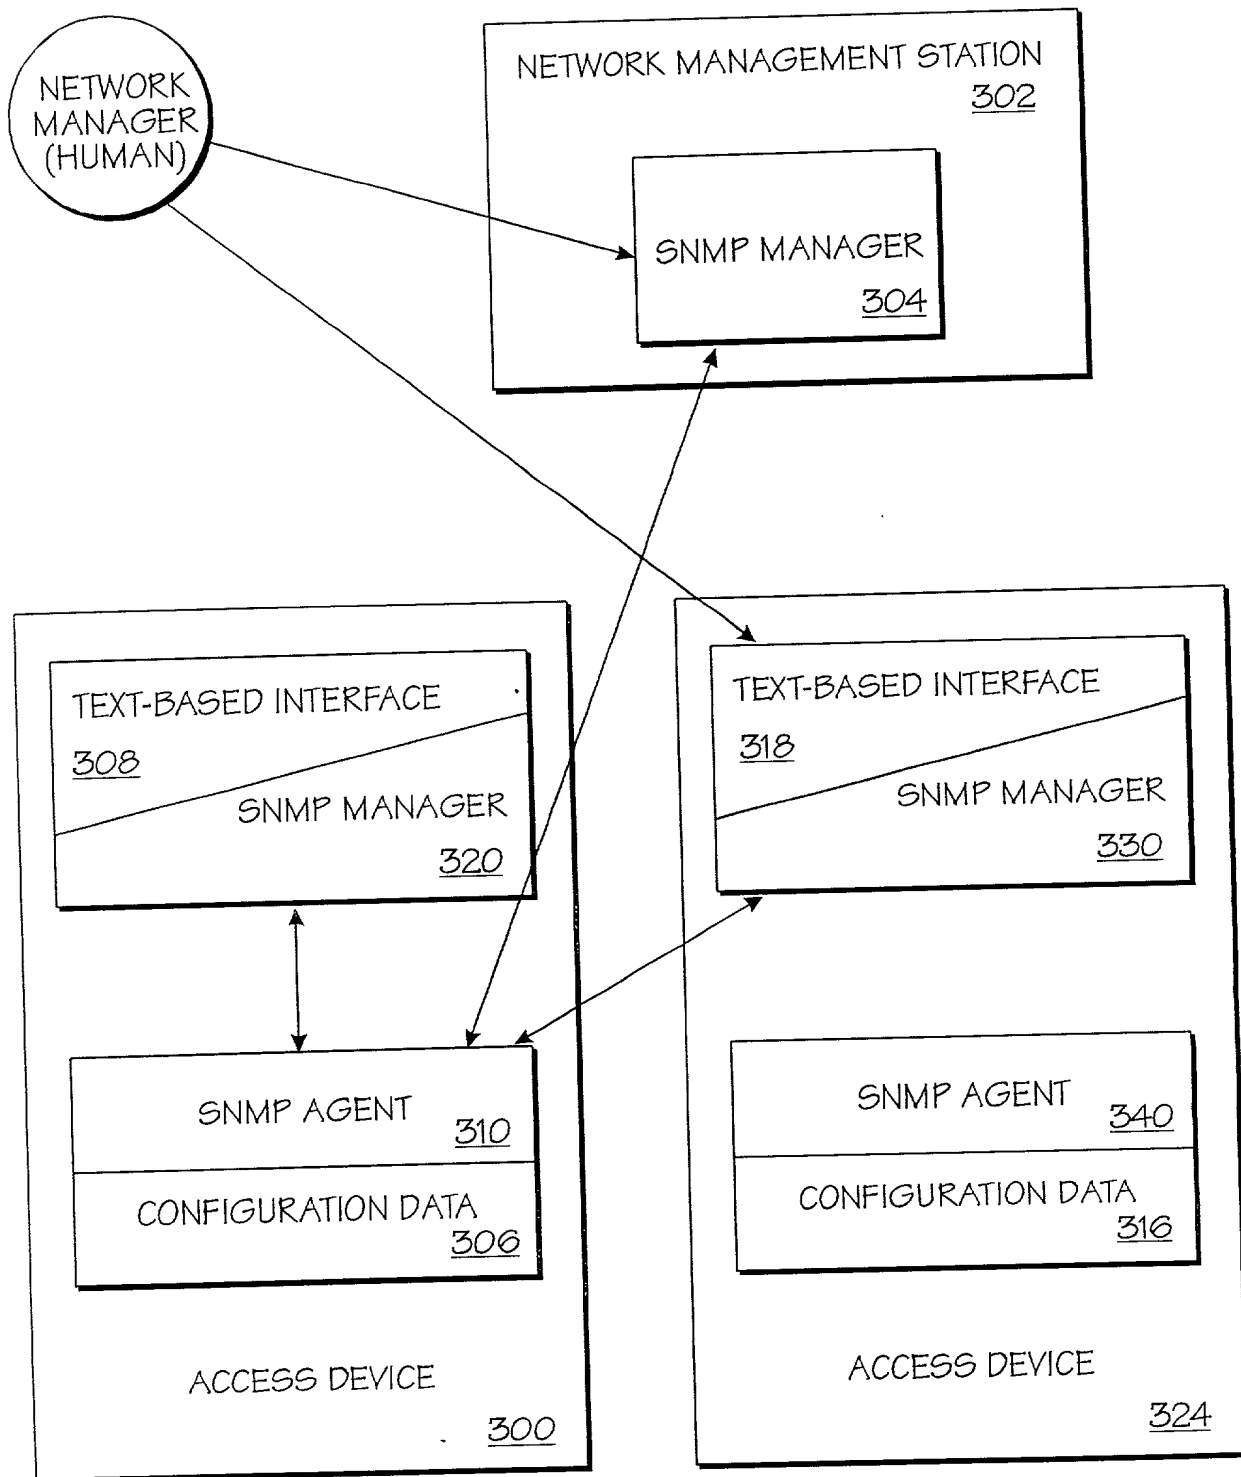 NETWORK
MANAGER
(HUMAN)
NETWORK MANAGEMENT STATION
302
SNMP MANAGER
304
TEXT-BASED INTERFACE
308
SNMP MANAGER
320
SNMP AGENT
310
CONFIGURATION DATA
306
ACCESS DEVICE
300
TEXT-BASED INTERFACE
318
SNMP MANAGER
330
SNMP AGENT
340
CONFIGURATION DATA
316
ACCESS DEVICE
324